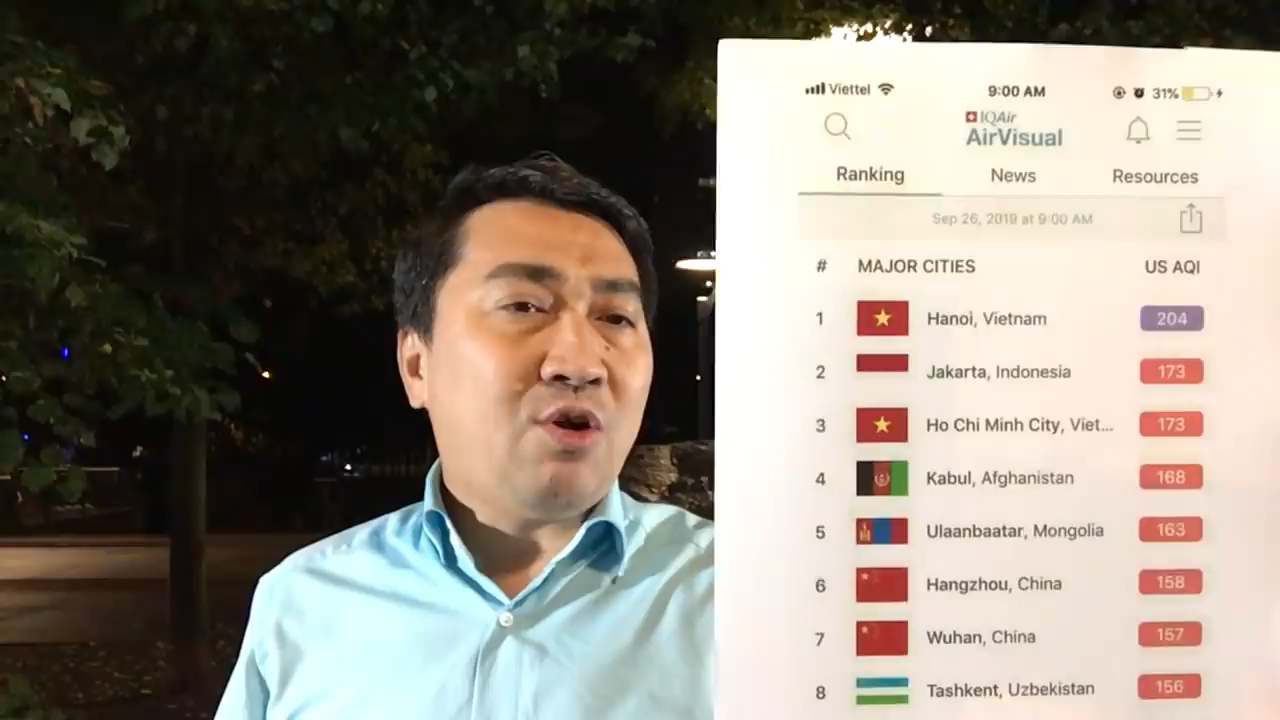 Viettel 9:00 AM 31%
IQAir
AirVisual
Ranking News Resources
Sep 26, 2019 at 9:00 AM
# MAJOR CITIES US AQI
1 Hanoi, Vietnam 204
2 Jakarta, Indonesia 173
3 Ho Chi Minh City, Viet... 173
4 Kabul, Afghanistan 168
5 Ulaanbaatar, Mongolia 163
6 Hangzhou, China 158
7 Wuhan, China 157
8 Tashkent, Uzbekistan 156